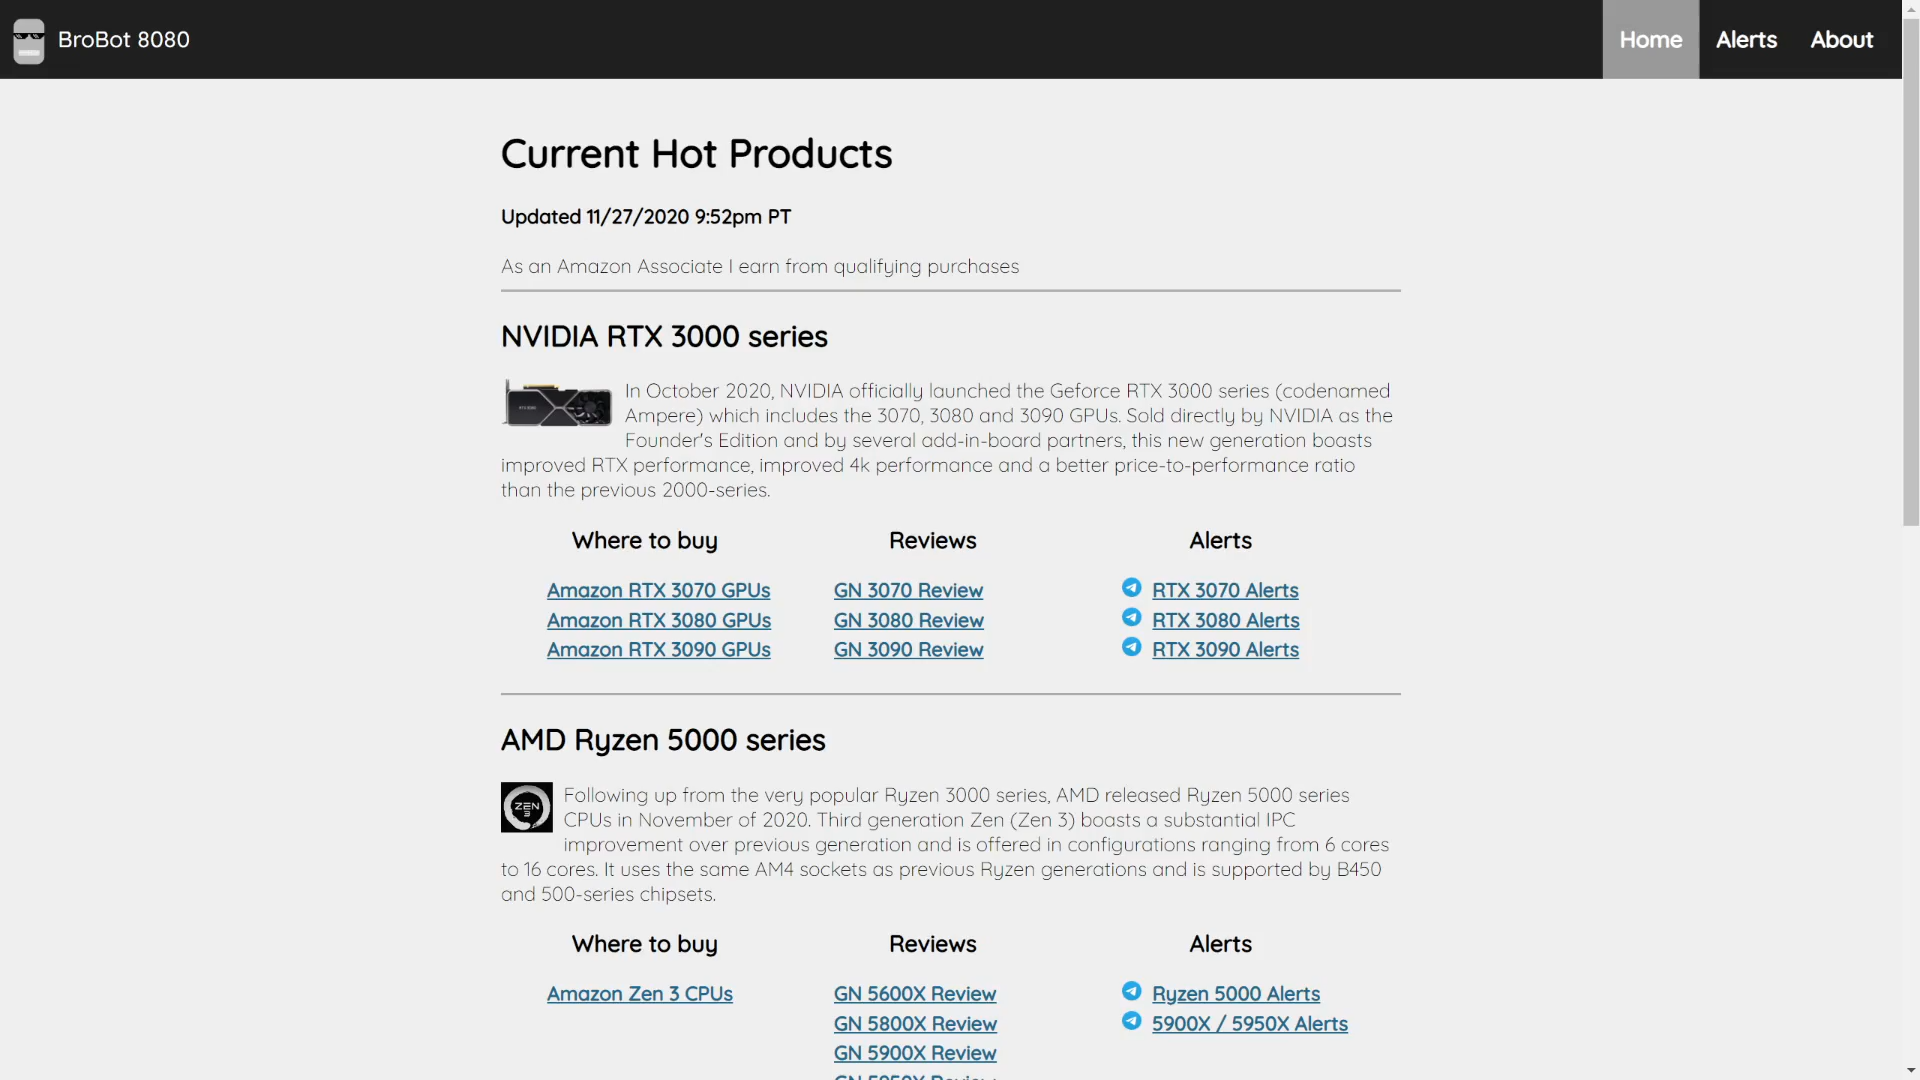 BroBot 8080
Home
Alerts
About
Current Hot Products
Updated 11/27/2020 9:52pm PT
As an Amazon Associate I earn from qualifying purchases
NVIDIA RTX 3000 series
In October 2020, NVIDIA officially launched the Geforce RTX 3000 series (codenamed
Ampere) which includes the 3070, 3080 and 3090 GPUs. Sold directly by NVIDIA as the
Founder's Edition and by several add-in-board partners, this new generation boasts
improved RTX performance, improved 4k performance and a better price-to-performance ratio
than the previous 2000-series.
Where to buy
Amazon RTX 3070 GPUs
Amazon RTX 3080 GPUs
Amazon RTX 3090 GPUs
Reviews
GN 3070 Review
GN 3080 Review
GN 3090 Review
Alerts
RTX 3070 Alerts
RTX 3080 Alerts
RTX 3090 Alerts
AMD Ryzen 5000 series
ZEN
3
Following up from the very popular Ryzen 3000 series, AMD released Ryzen 5000 series
CPUs in November of 2020. Third generation Zen (Zen 3) boasts a substantial IPC
improvement over previous generation and is offered in configurations ranging from 6 cores
to 16 cores. It uses the same AM4 sockets as previous Ryzen generations and is supported by B450
and 500-series chipsets.
Where to buy
Amazon Zen 3 CPUs
Reviews
GN 5600X Review
GN 5800X Review
GN 5900X Review
GN 5950X Review
Alerts
Ryzen 5000 Alerts
5900X / 5950X Alerts